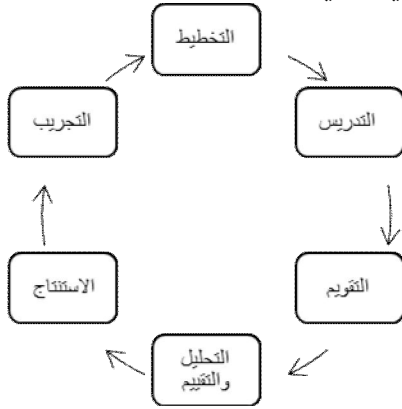 التخطيط
التدريس
التقويم
التحليل
والتقييم
الاستنتاج
التجريب